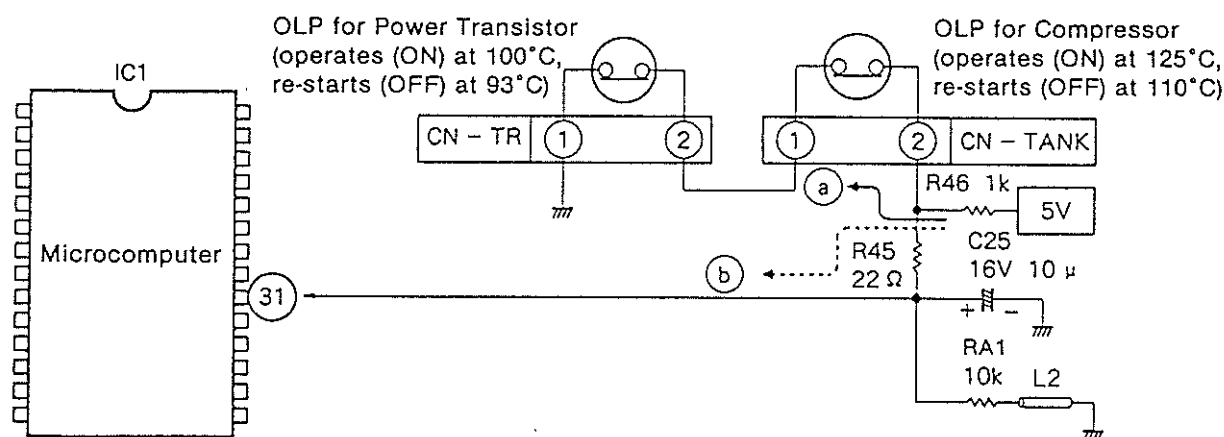 OLP for Power Transistor
(operates (ON) at 100°C,
re-starts (OFF) at 93°C)
OLP for Compressor
(operates (ON) at 125°C,
re-starts (OFF) at 110°C)
IC1
CN – TR
1
2
1
2
CN – TANK
a
R46 1k
5V
Microcomputer
R45
22 Ω
C25
16V 10 μ
b
31
+ −
RA1
10k
L2